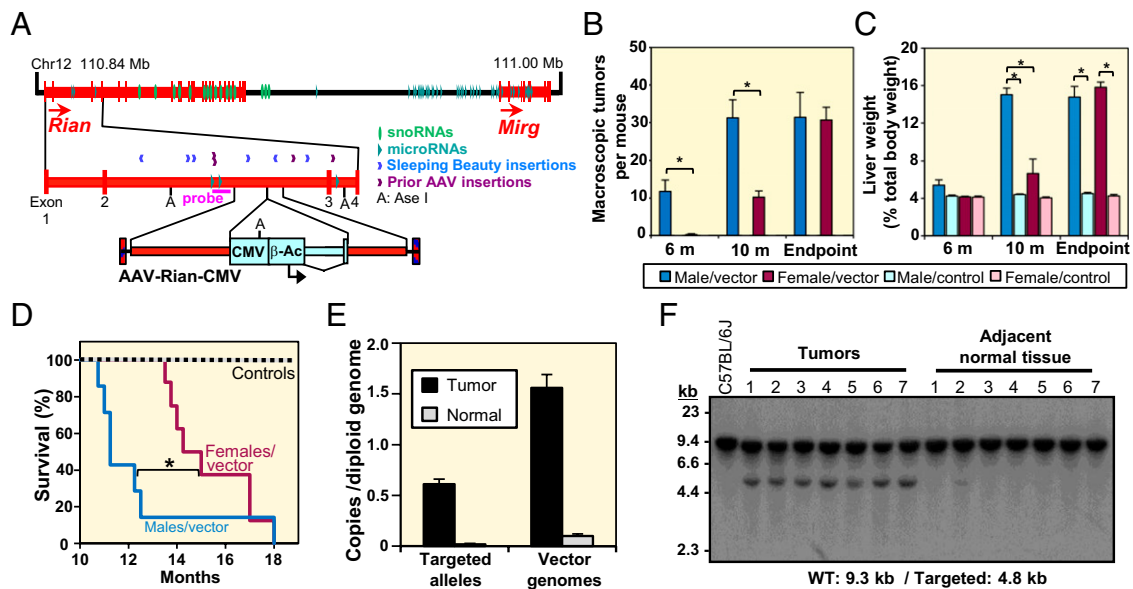 A
Chr12 110.84 Mb
111.00 Mb
Rian
Mirg
snoRNAs
microRNAs
Sleeping Beauty insertions
Prior AAV insertions
A: Ase I
Exon
1
2
A
probe
3
A
4
A
CMV
β-Ac
AAV-Rian-CMV
B
Macroscopic tumors
per mouse
50
40
30
20
10
0
*
*
6 m
10 m
Endpoint
C
Liver weight
(% total body weight)
20
16
12
8
4
0
*
*
*
*
6 m
10 m
Endpoint
Male/vector
Female/vector
Male/control
Female/control
D
Survival (%)
100
80
60
40
20
0
Controls
Females/
vector
*
Males/vector
10
12
14
16
18
Months
E
Copies /diploid genome
2.0
1.5
1.0
0.5
0
Tumor
Normal
Targeted
alleles
Vector
genomes
F
C57BL/6J
Tumors
Adjacent
normal tissue
kb
1 2 3 4 5 6 7
1 2 3 4 5 6 7
23
9.4
6.6
4.4
2.3
WT: 9.3 kb / Targeted: 4.8 kb